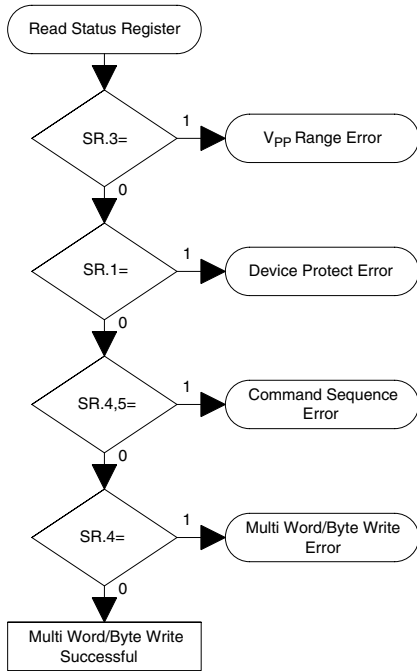 Read Status Register
SR.3=
1
V_PP Range Error
0
SR.1=
1
Device Protect Error
0
SR.4,5=
1
Command Sequence
Error
0
SR.4=
1
Multi Word/Byte Write
Error
0
Multi Word/Byte Write
Successful